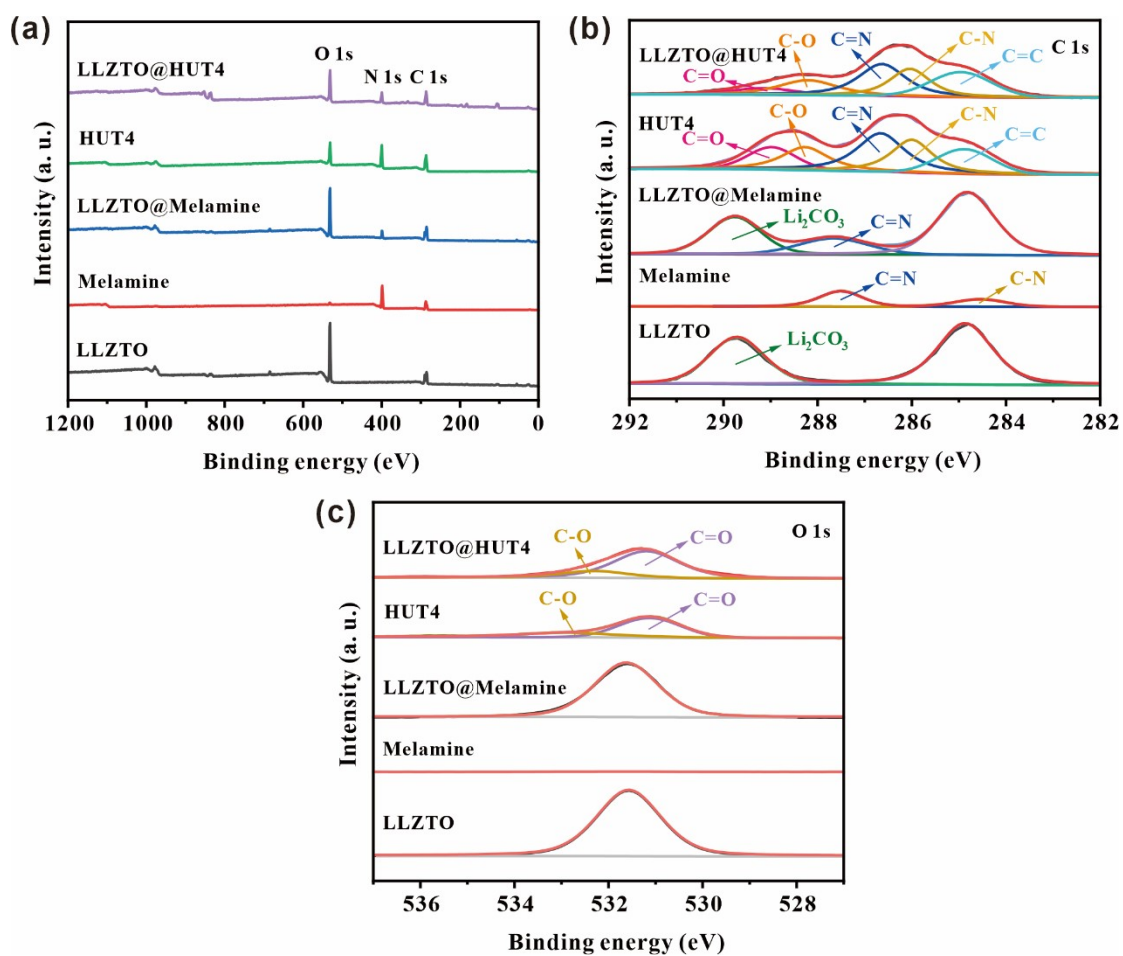 (a)
O 1s
N 1s C 1s
LLZTO@HUT4
HUT4
LLZTO@Melamine
Melamine
LLZTO
Intensity (a. u.)
1200 1000 800 600 400 200 0
Binding energy (eV)
(b)
C 1s
LLZTO@HUT4
C=O
C-O
C=N
C-N
C=C
HUT4
C=O
C-O
C=N
C-N
C=C
LLZTO@Melamine
Li₂CO₃
C=N
Melamine
C=N
C-N
LLZTO
Li₂CO₃
Intensity (a. u.)
292 290 288 286 284 282
Binding energy (eV)
(c)
O 1s
LLZTO@HUT4
C-O
C=O
HUT4
C-O
C=O
LLZTO@Melamine
Melamine
LLZTO
Intensity (a. u.)
536 534 532 530 528
Binding energy (eV)